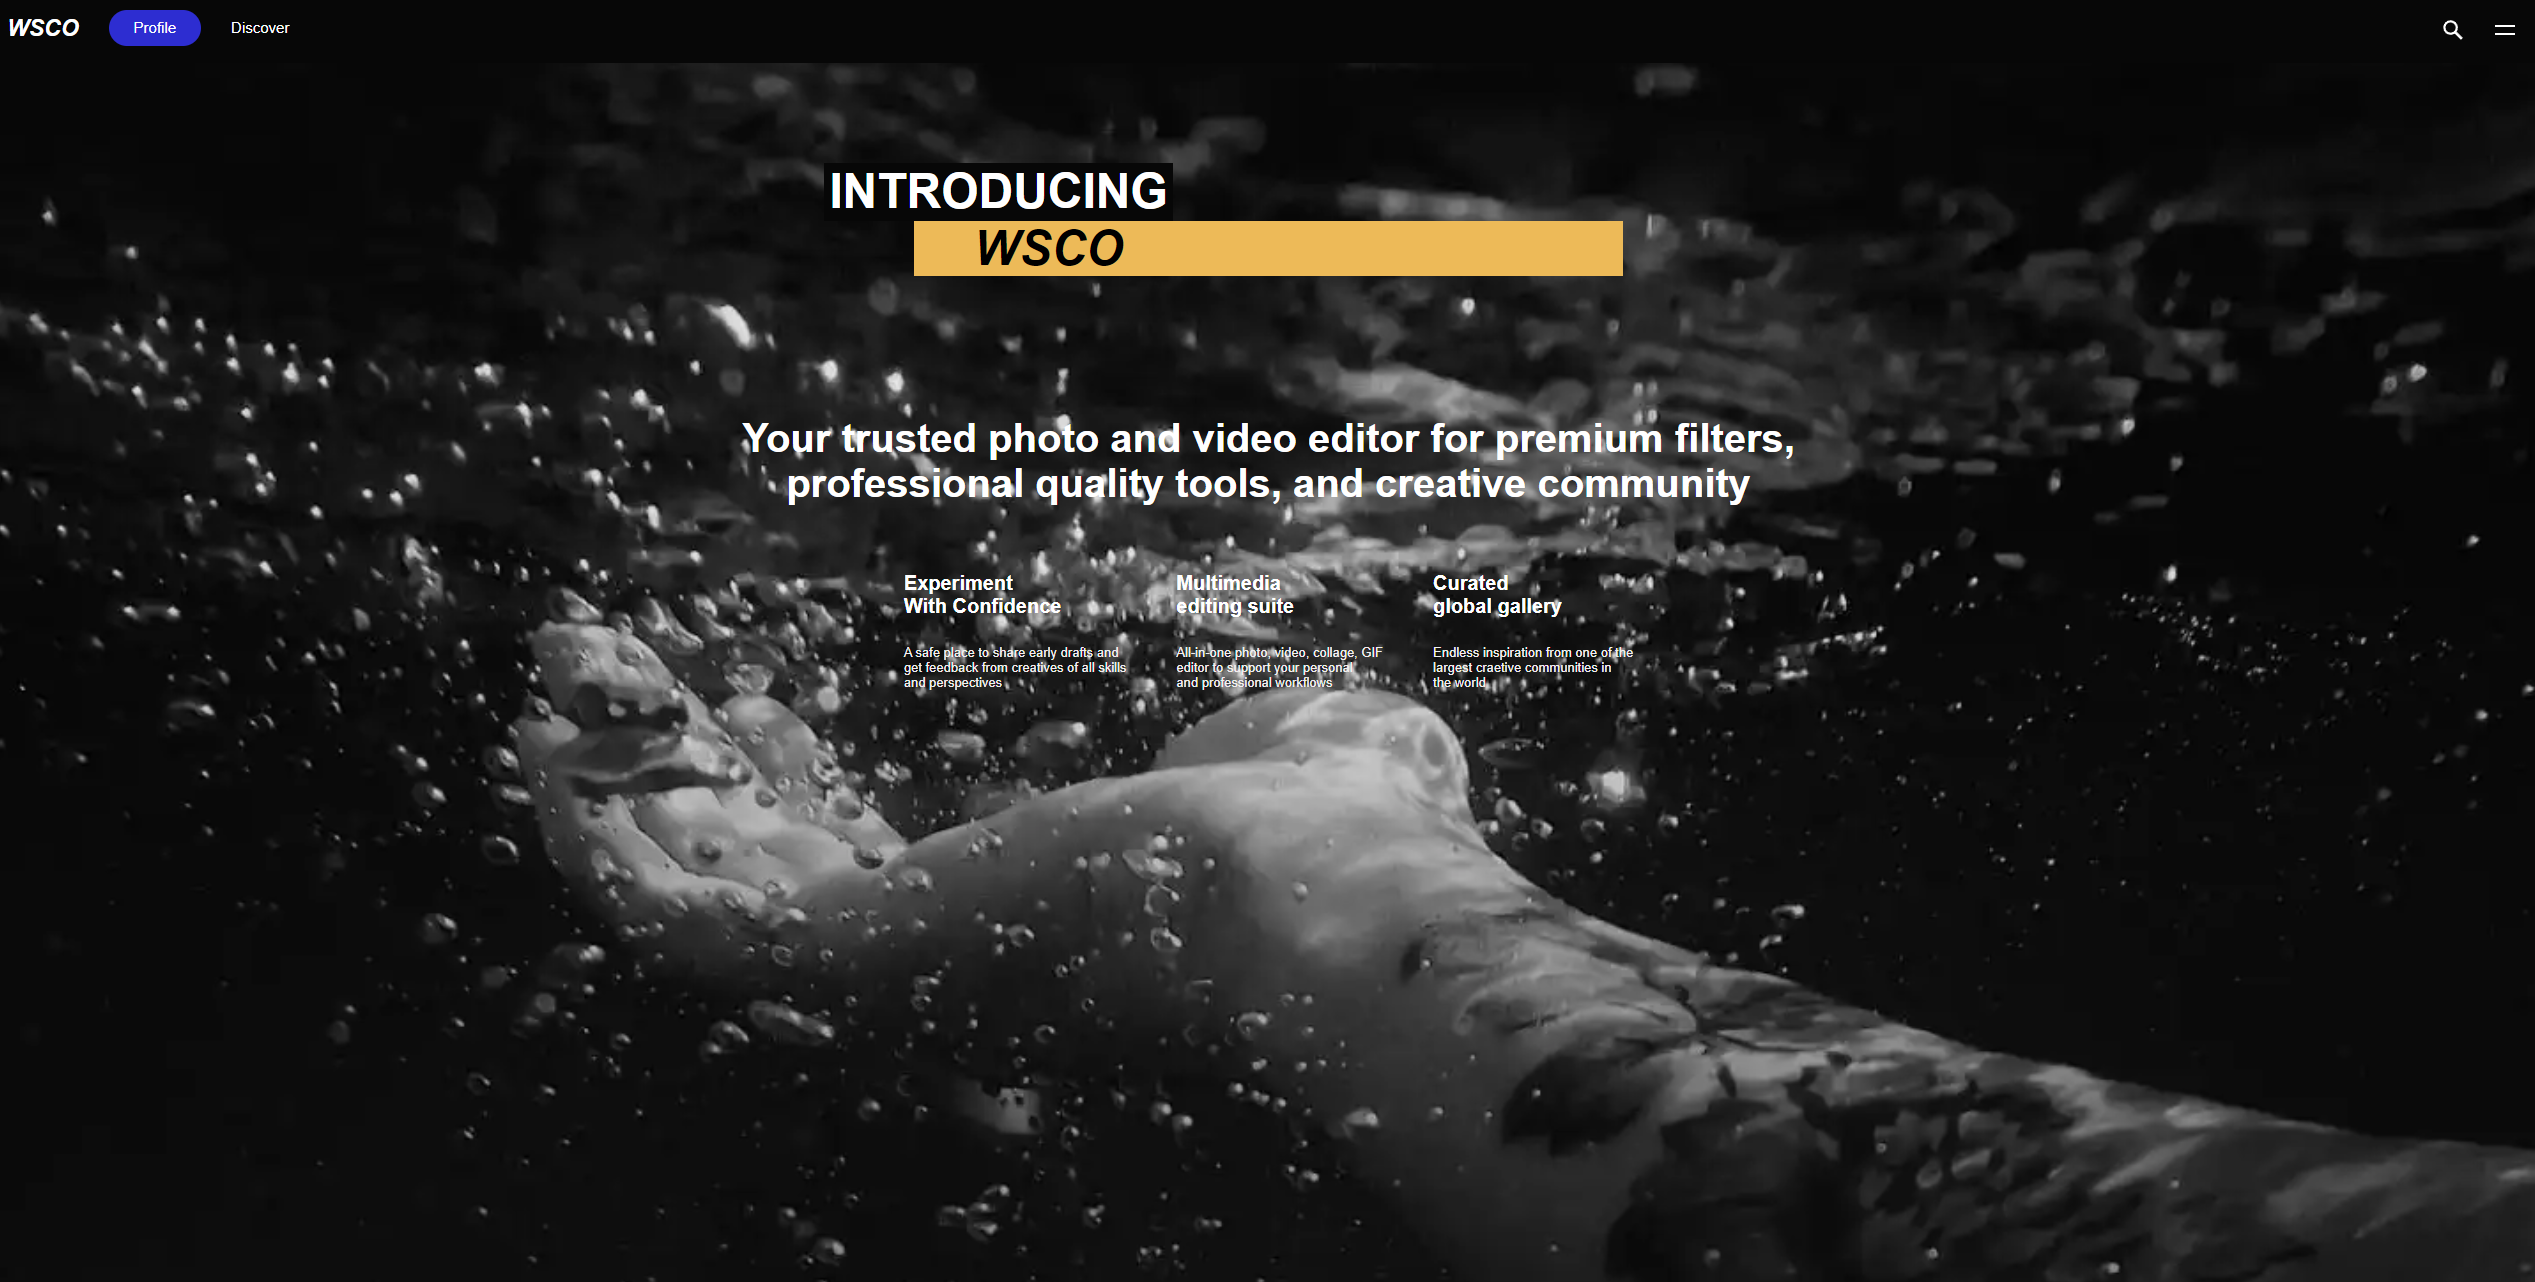 WSCO
Profile
Discover
INTRODUCING
WSCO
Your trusted photo and video editor for premium filters,
professional quality tools, and creative community
Experiment
With Confidence
A safe place to share early drafts and
get feedback from creatives of all skills
and perspectives
Multimedia
editing suite
All-in-one photo, video, collage, GIF
editor to support your personal
and professional workflows
Curated
global gallery
Endless inspiration from one of the
largest craetive communities in
the world